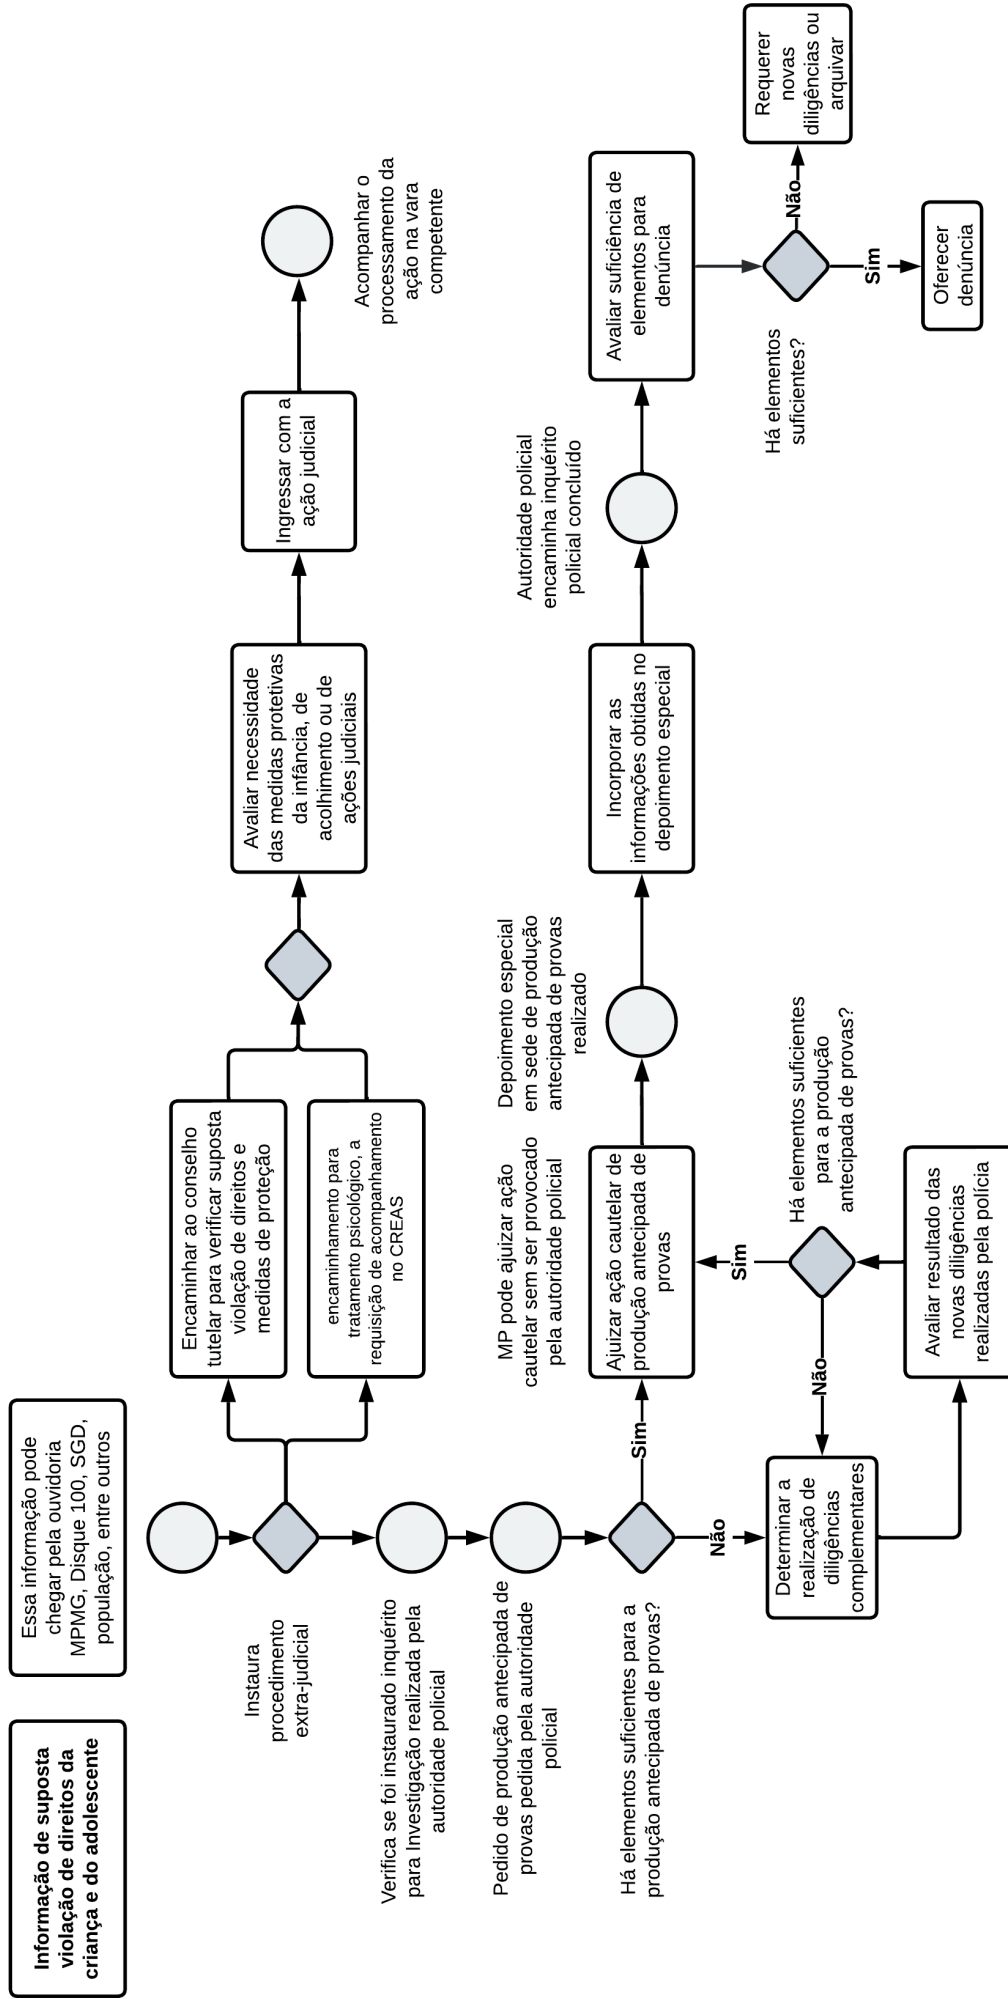 Informação de suposta
violação de direitos da
criança e do adolescente
Essa informação pode
chegar pela ouvidoria
MPMG, Disque 100, SGD,
população, entre outros
Instaura
procedimento
extra-judicial
Encaminhar ao conselho
tutelar para verificar suposta
violação de direitos e
medidas de proteção
encaminhamento para
tratamento psicológico, a
requisição de acompanhamento
no CREAS
Avaliar necessidade
das medidas protetivas
da infância, de
acolhimento ou de
ações judiciais
Ingressar com a
ação judicial
Acompanhar o
processamento da
ação na vara
competente
Verifica se foi instaurado inquérito
para Investigação realizada pela
autoridade policial
Pedido de produção antecipada de
provas pedida pela autoridade
policial
Há elementos suficientes para a
produção antecipada de provas?
Sim
MP pode ajuizar ação
cautelar sem ser provocado
pela autoridade policial
Ajuizar ação cautelar de
produção antecipada de
provas
Depoimento especial
em sede de produção
antecipada de provas
realizado
Incorporar as
informações obtidas no
depoimento especial
Autoridade policial
encaminha inquérito
policial concluído
Avaliar suficiência de
elementos para
denúncia
Há elementos
suficientes?
Não
Requerer
novas
diligências ou
arquivar
Sim
Oferecer
denúncia
Não
Determinar a
realização de
diligências
complementares
Não
Sim
Há elementos suficientes
para a produção
antecipada de provas?
Avaliar resultado das
novas diligências
realizadas pela polícia